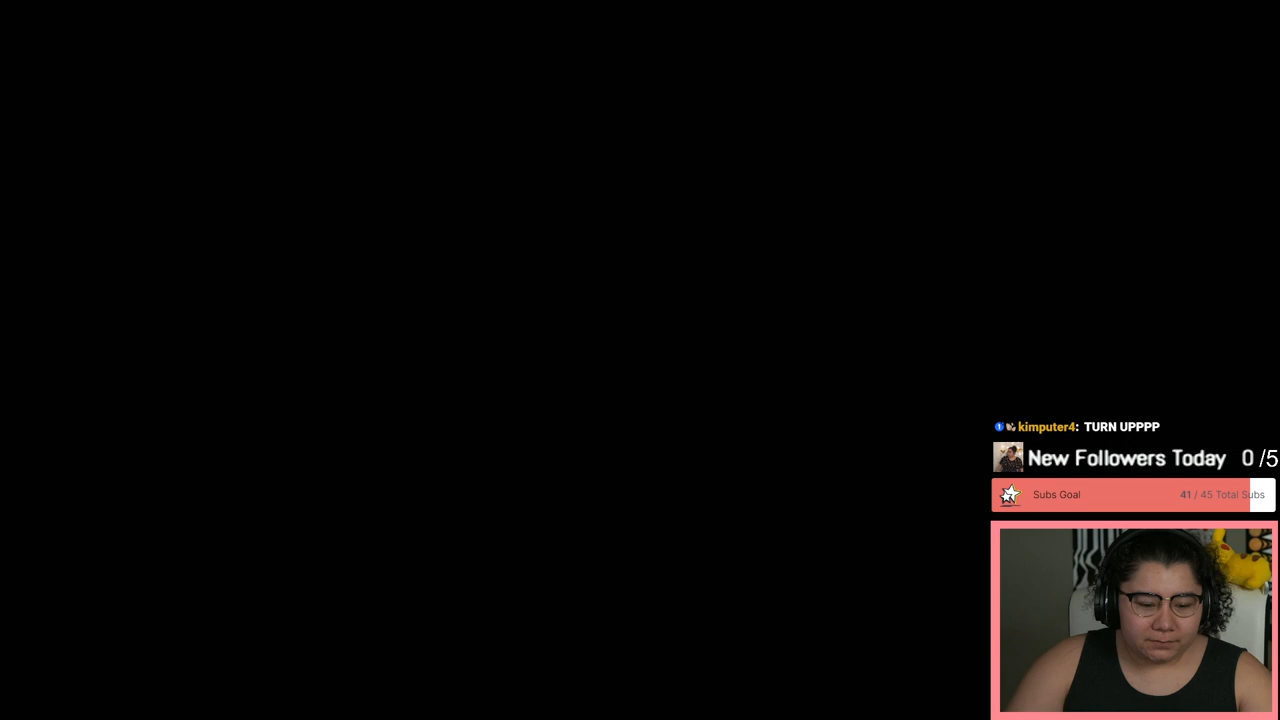 kimputer4: TURN UPPPP
New Followers Today 0 /5
Subs Goal 41 / 45 Total Subs